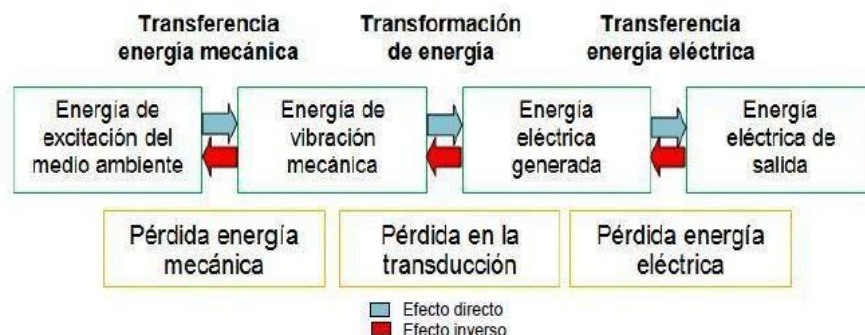 Transferencia
energía mecánica
Transformación
de energía
Transferencia
energía eléctrica
Energía de
excitación del
medio ambiente
Energía de
vibración
mecánica
Energía
eléctrica
generada
Energía
eléctrica de
salida
Pérdida energía
mecánica
Pérdida en la
transducción
Pérdida energía
eléctrica
Efecto directo
Efecto inverso